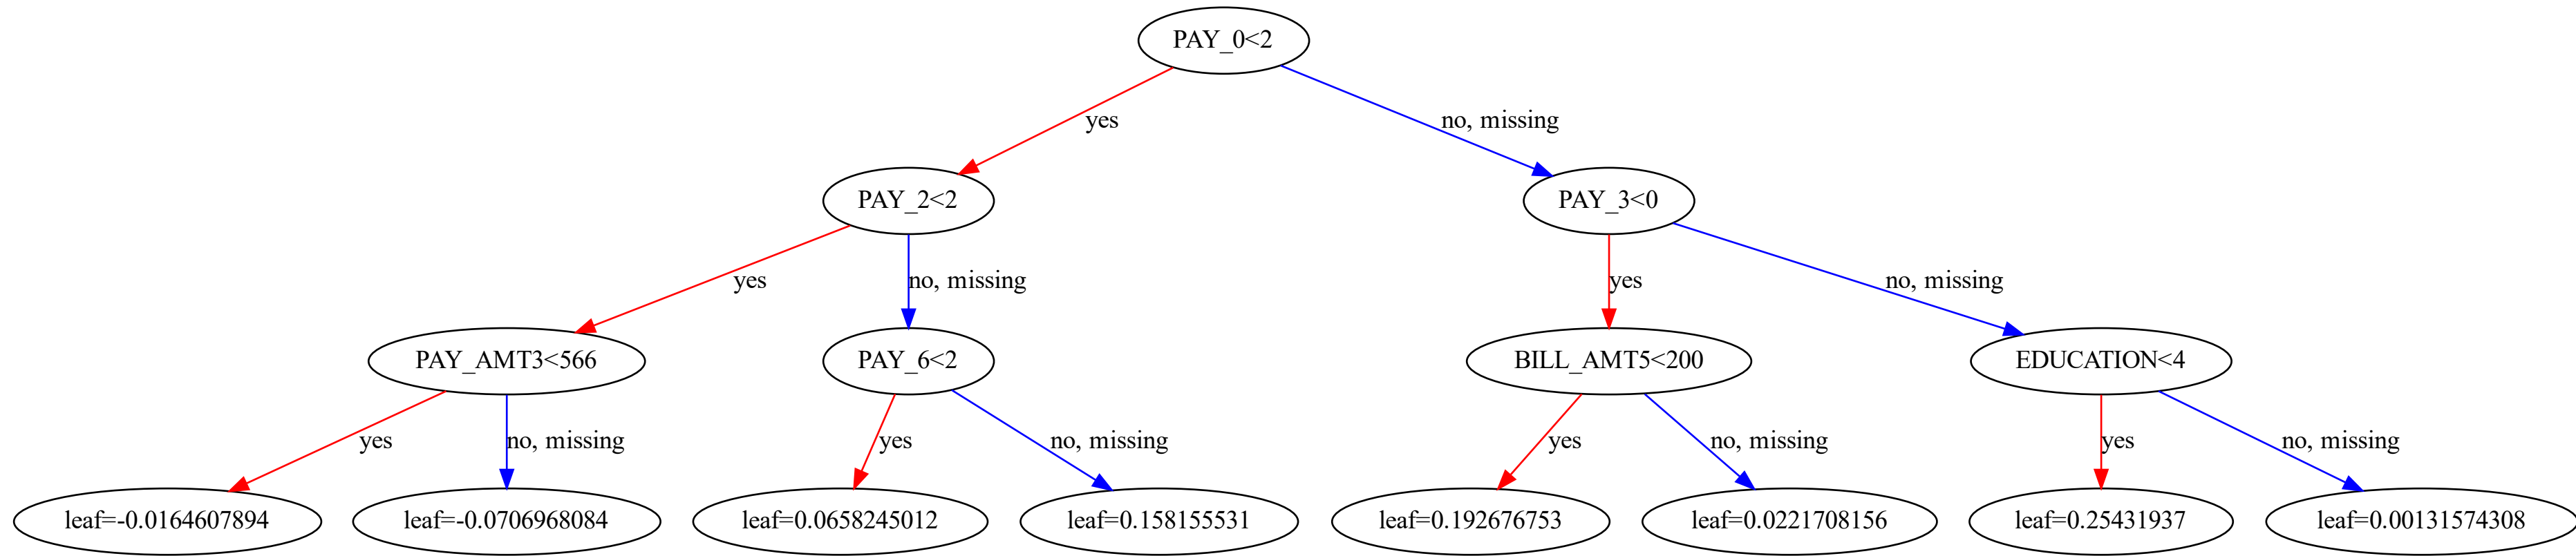 PAY_0<2
yes
no, missing
PAY_2<2
PAY_3<0
yes
no, missing
yes
no, missing
PAY_AMT3<566
PAY_6<2
BILL_AMT5<200
EDUCATION<4
yes
no, missing
yes
no, missing
yes
no, missing
yes
no, missing
leaf=-0.0164607894
leaf=-0.0706968084
leaf=0.0658245012
leaf=0.158155531
leaf=0.192676753
leaf=0.0221708156
leaf=0.25431937
leaf=0.00131574308